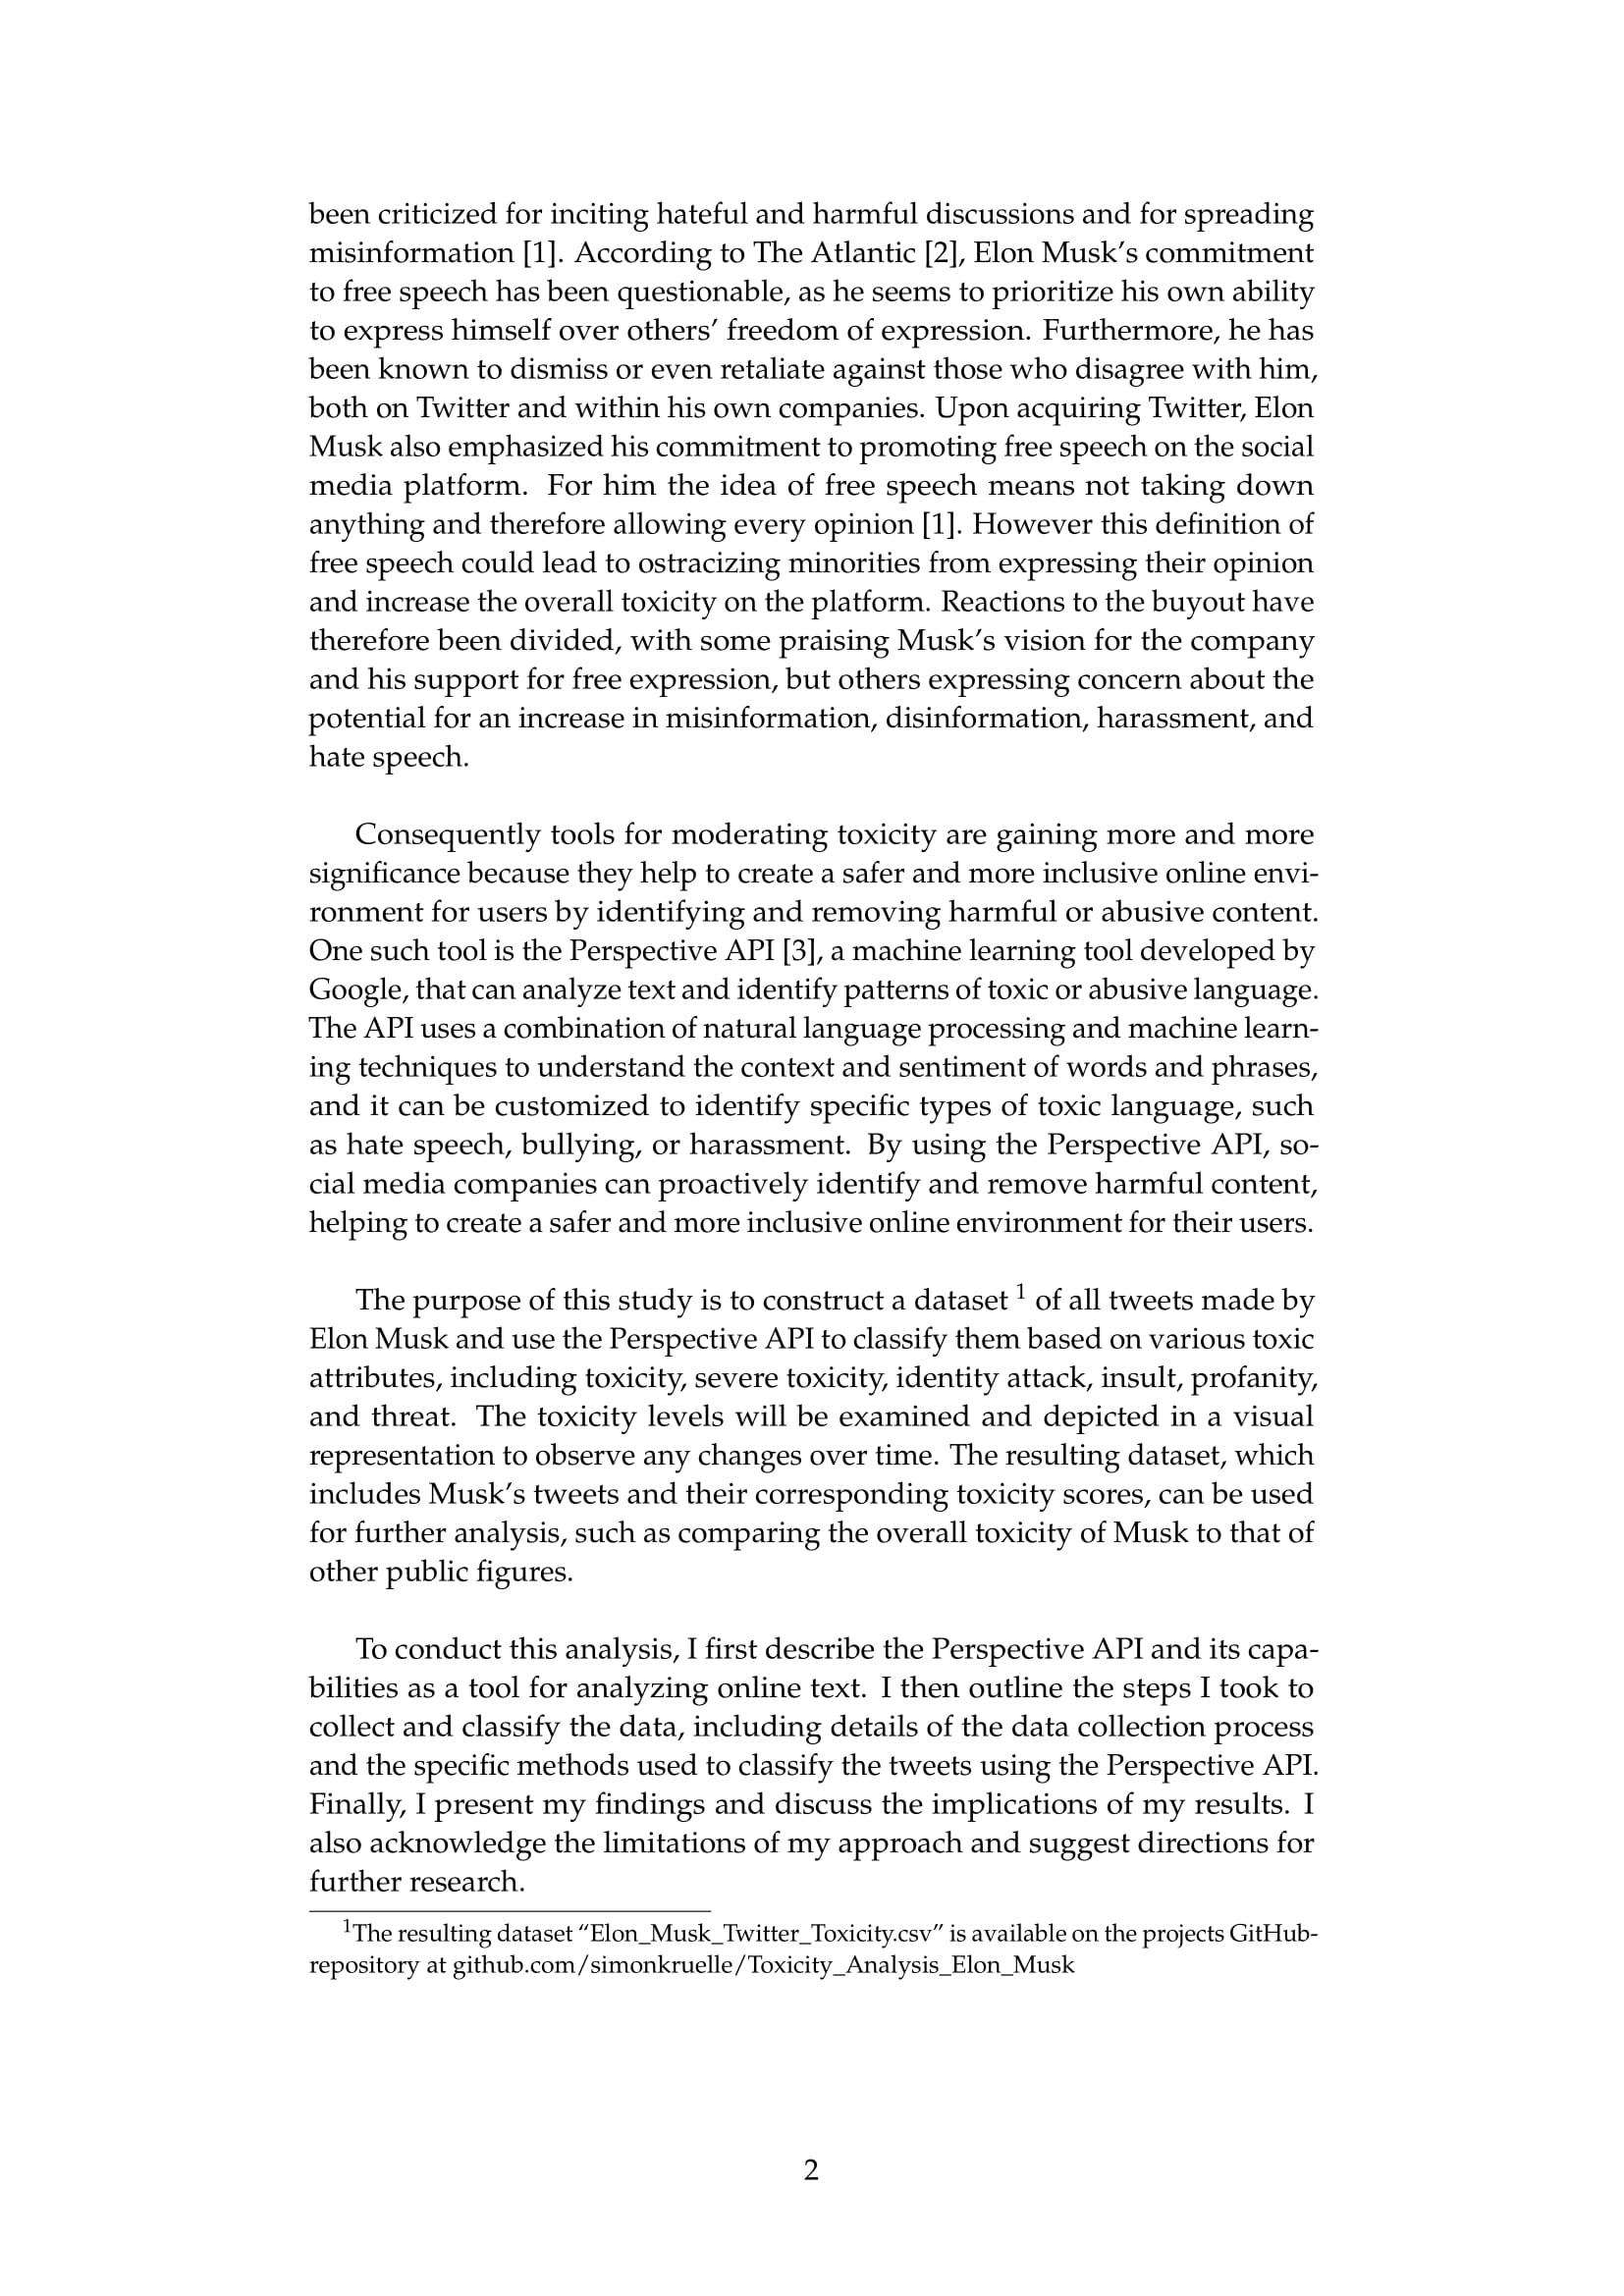 been criticized for inciting hateful and harmful discussions and for spreading
misinformation [1]. According to The Atlantic [2], Elon Musk’s commitment
to free speech has been questionable, as he seems to prioritize his own ability
to express himself over others’ freedom of expression. Furthermore, he has
been known to dismiss or even retaliate against those who disagree with him,
both on Twitter and within his own companies. Upon acquiring Twitter, Elon
Musk also emphasized his commitment to promoting free speech on the social
media platform. For him the idea of free speech means not taking down
anything and therefore allowing every opinion [1]. However this definition of
free speech could lead to ostracizing minorities from expressing their opinion
and increase the overall toxicity on the platform. Reactions to the buyout have
therefore been divided, with some praising Musk’s vision for the company
and his support for free expression, but others expressing concern about the
potential for an increase in misinformation, disinformation, harassment, and
hate speech.
Consequently tools for moderating toxicity are gaining more and more
significance because they help to create a safer and more inclusive online envi-
ronment for users by identifying and removing harmful or abusive content.
One such tool is the Perspective API [3], a machine learning tool developed by
Google, that can analyze text and identify patterns of toxic or abusive language.
The API uses a combination of natural language processing and machine learn-
ing techniques to understand the context and sentiment of words and phrases,
and it can be customized to identify specific types of toxic language, such
as hate speech, bullying, or harassment. By using the Perspective API, so-
cial media companies can proactively identify and remove harmful content,
helping to create a safer and more inclusive online environment for their users.
The purpose of this study is to construct a dataset 1 of all tweets made by
Elon Musk and use the Perspective API to classify them based on various toxic
attributes, including toxicity, severe toxicity, identity attack, insult, profanity,
and threat. The toxicity levels will be examined and depicted in a visual
representation to observe any changes over time. The resulting dataset, which
includes Musk’s tweets and their corresponding toxicity scores, can be used
for further analysis, such as comparing the overall toxicity of Musk to that of
other public figures.
To conduct this analysis, I first describe the Perspective API and its capa-
bilities as a tool for analyzing online text. I then outline the steps I took to
collect and classify the data, including details of the data collection process
and the specific methods used to classify the tweets using the Perspective API.
Finally, I present my findings and discuss the implications of my results. I
also acknowledge the limitations of my approach and suggest directions for
further research.
1The resulting dataset “Elon_Musk_Twitter_Toxicity.csv” is available on the projects GitHub-
repository at github.com/simonkruelle/Toxicity_Analysis_Elon_Musk
2